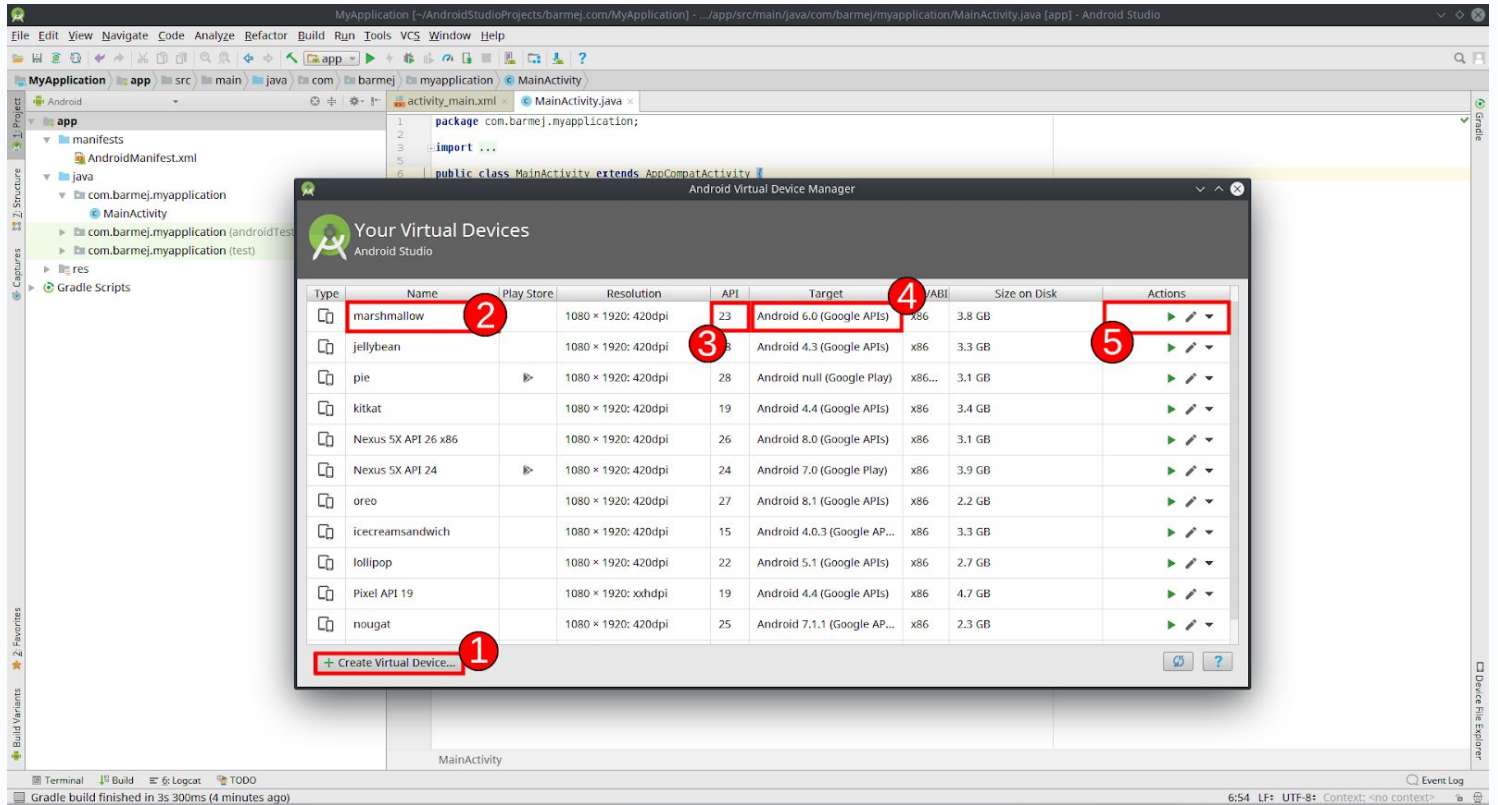 MyApplication [~/AndroidStudioProjects/barmej.com/MyApplication] - .../app/src/main/java/com/barmej/myapplication/MainActivity.java [app] - Android Studio
File Edit View Navigate Code Analyze Refactor Build Run Tools VCS Window Help
app
MyApplication app src main java com barmej myapplication MainActivity
1: Project
Android
activity_main.xml
MainActivity.java
Gradle
app
manifests
AndroidManifest.xml
java
com.barmej.myapplication
MainActivity
com.barmej.myapplication (androidTest
com.barmej.myapplication (test)
res
Gradle Scripts
7: Structure
Captures
1 package com.barmej.myapplication;
2
3 import ...
5
6 public class MainActivity extends AppCompatActivity {
Android Virtual Device Manager
Your Virtual Devices
Android Studio
Type Name Play Store Resolution API Target /ABI Size on Disk Actions
marshmallow 1080 × 1920: 420dpi 23 Android 6.0 (Google APIs) x86 3.8 GB
jellybean 1080 × 1920: 420dpi 8 Android 4.3 (Google APIs) x86 3.3 GB
pie 1080 × 1920: 420dpi 28 Android null (Google Play) x86... 3.1 GB
kitkat 1080 × 1920: 420dpi 19 Android 4.4 (Google APIs) x86 3.4 GB
Nexus 5X API 26 x86 1080 × 1920: 420dpi 26 Android 8.0 (Google APIs) x86 3.1 GB
Nexus 5X API 24 1080 × 1920: 420dpi 24 Android 7.0 (Google Play) x86 3.9 GB
oreo 1080 × 1920: 420dpi 27 Android 8.1 (Google APIs) x86 2.2 GB
icecreamsandwich 1080 × 1920: 420dpi 15 Android 4.0.3 (Google AP... x86 3.3 GB
lollipop 1080 × 1920: 420dpi 22 Android 5.1 (Google APIs) x86 2.7 GB
Pixel API 19 1080 × 1920: xxhdpi 19 Android 4.4 (Google APIs) x86 4.7 GB
nougat 1080 × 1920: 420dpi 25 Android 7.1.1 (Google AP... x86 2.3 GB
+ Create Virtual Device...
?
1
2
3
4
5
2: Favorites
Build Variants
Device File Explorer
MainActivity
Terminal Build 6: Logcat TODO Event Log
Gradle build finished in 3s 300ms (4 minutes ago) 6:54 LF÷ UTF-8÷ Context: <no context>